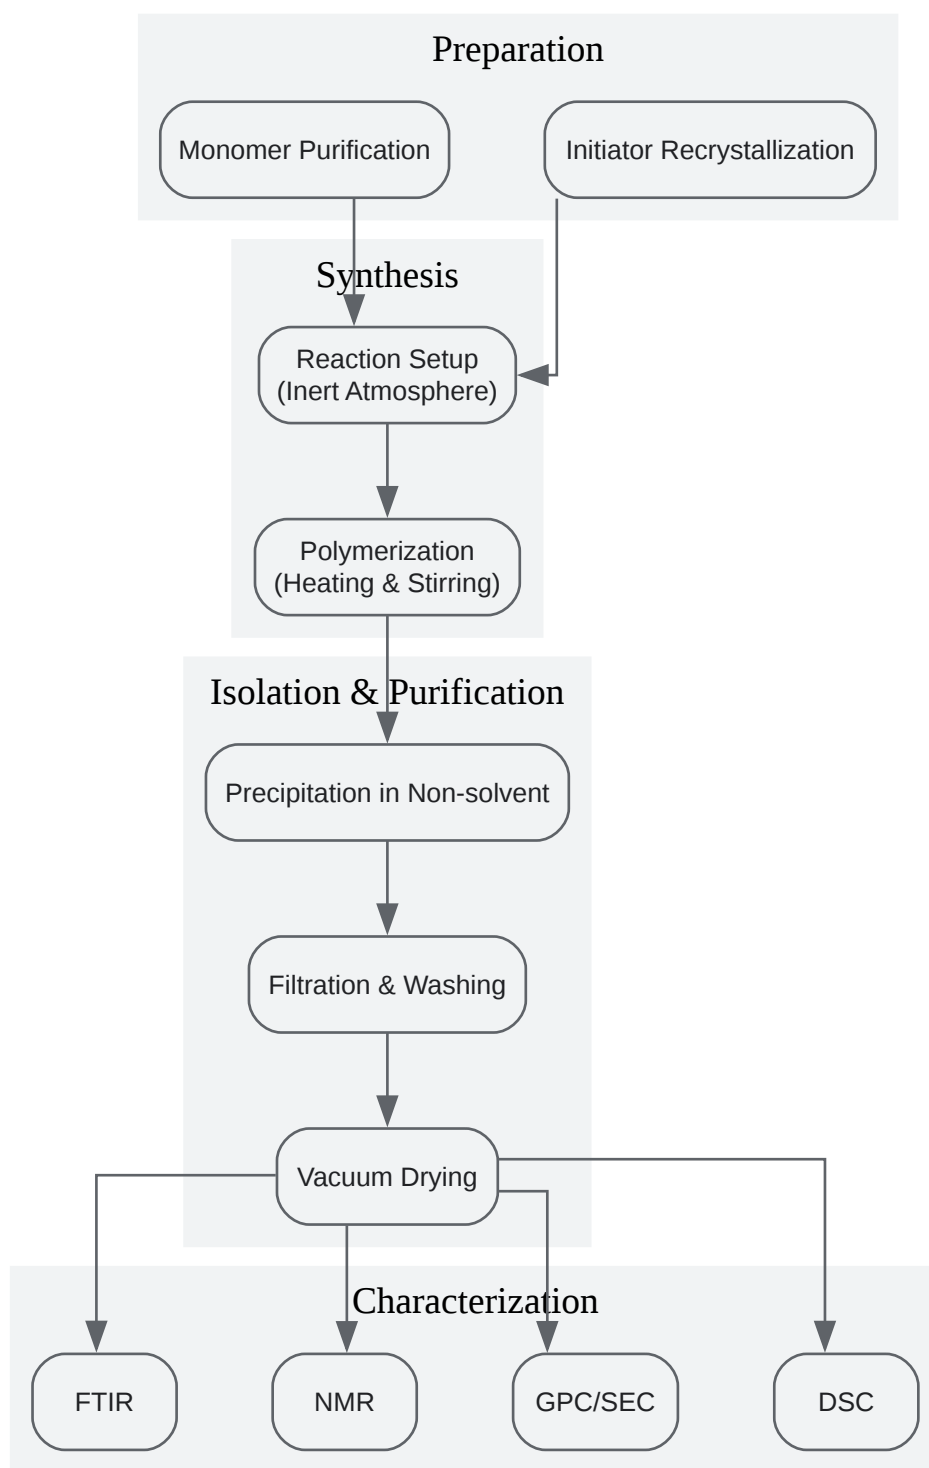 Preparation
Monomer Purification
Initiator Recrystallization
Synthesis
Reaction Setup
(Inert Atmosphere)
Polymerization
(Heating & Stirring)
Isolation & Purification
Precipitation in Non-solvent
Filtration & Washing
Vacuum Drying
Characterization
FTIR
NMR
GPC/SEC
DSC